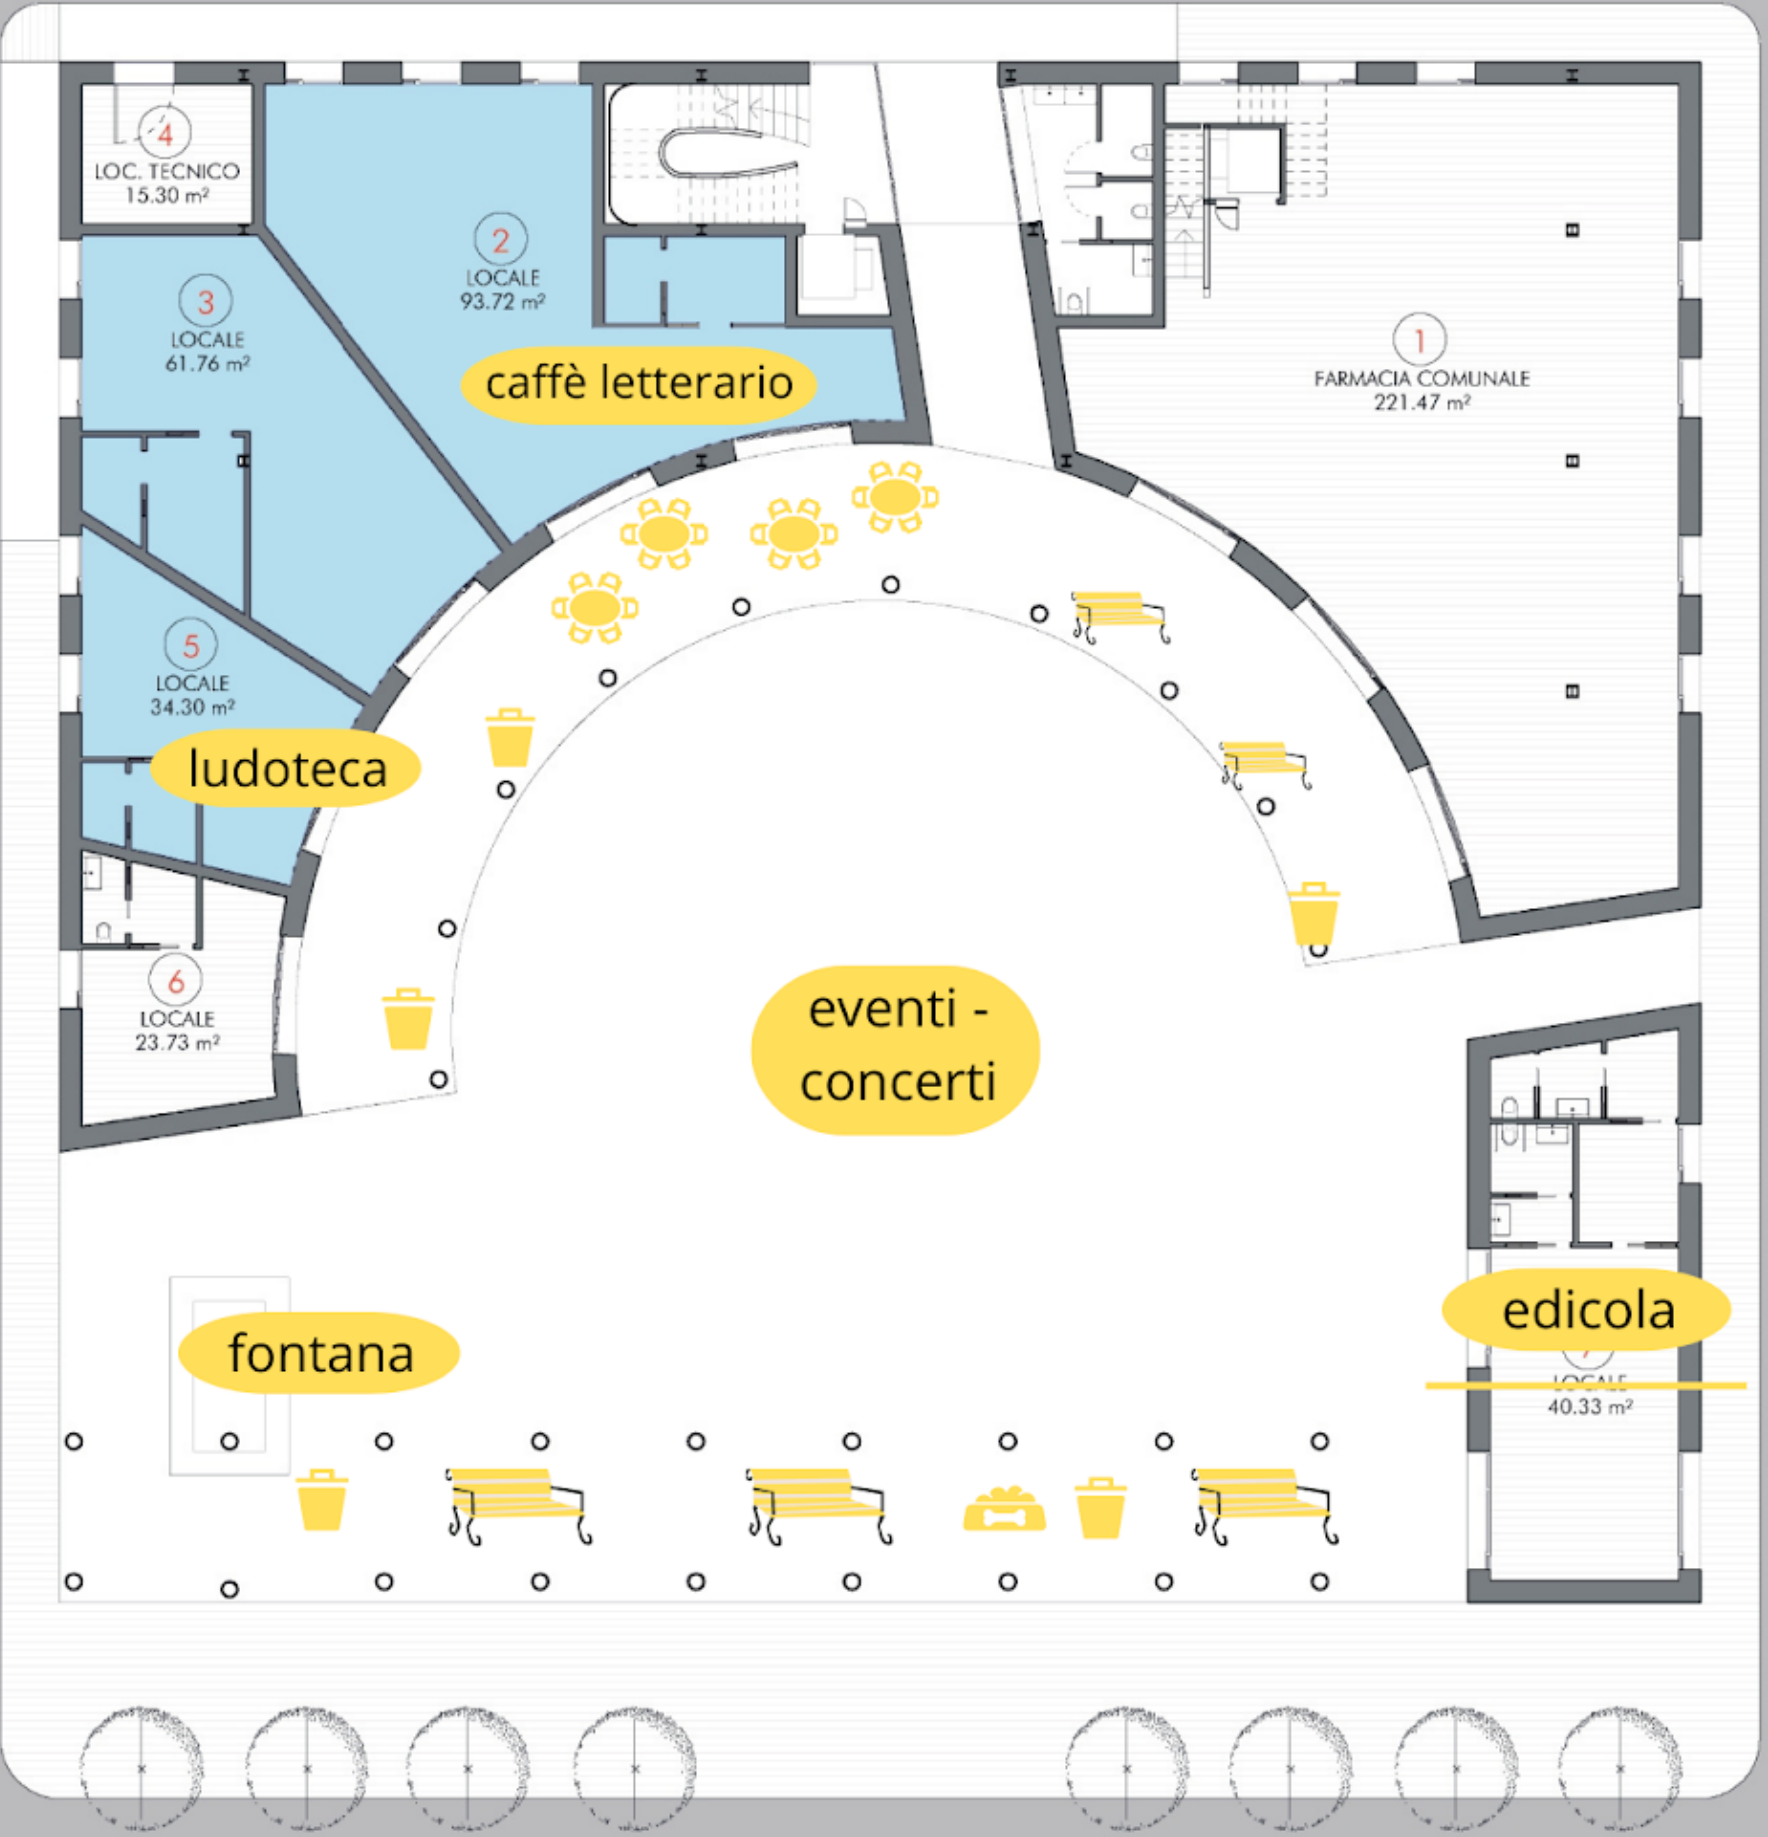 4
LOC. TECNICO
15.30 m²
2
LOCALE
93.72 m²
3
LOCALE
61.76 m²
1
FARMACIA COMUNALE
221.47 m²
caffè letterario
5
LOCALE
34.30 m²
ludoteca
6
LOCALE
23.73 m²
eventi -
concerti
edicola
LOCALE
40.33 m²
fontana